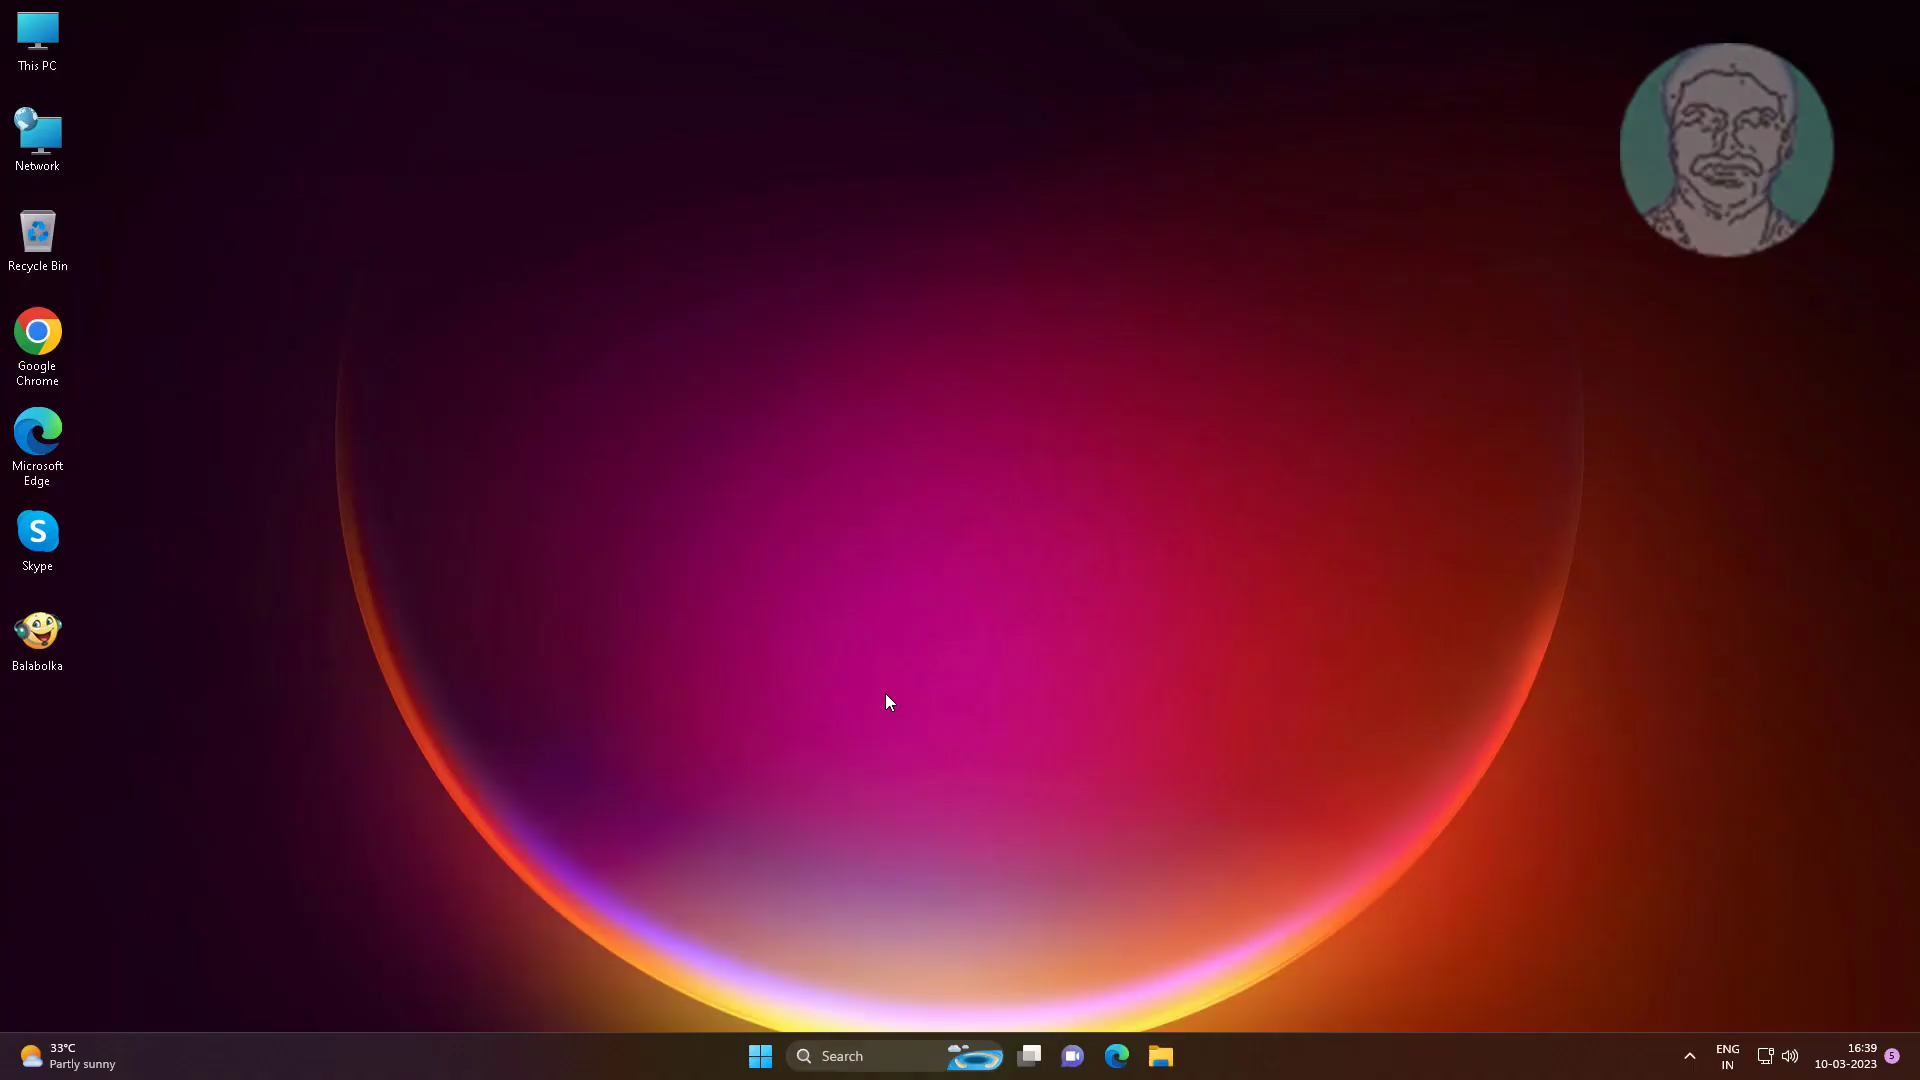 This PC
Network
Recycle Bin
Google
Chrome
Microsoft
Edge
S
Skype
Balabolka
33°C
Partly sunny
Search
ENG
IN
16:39
10-03-2023
5